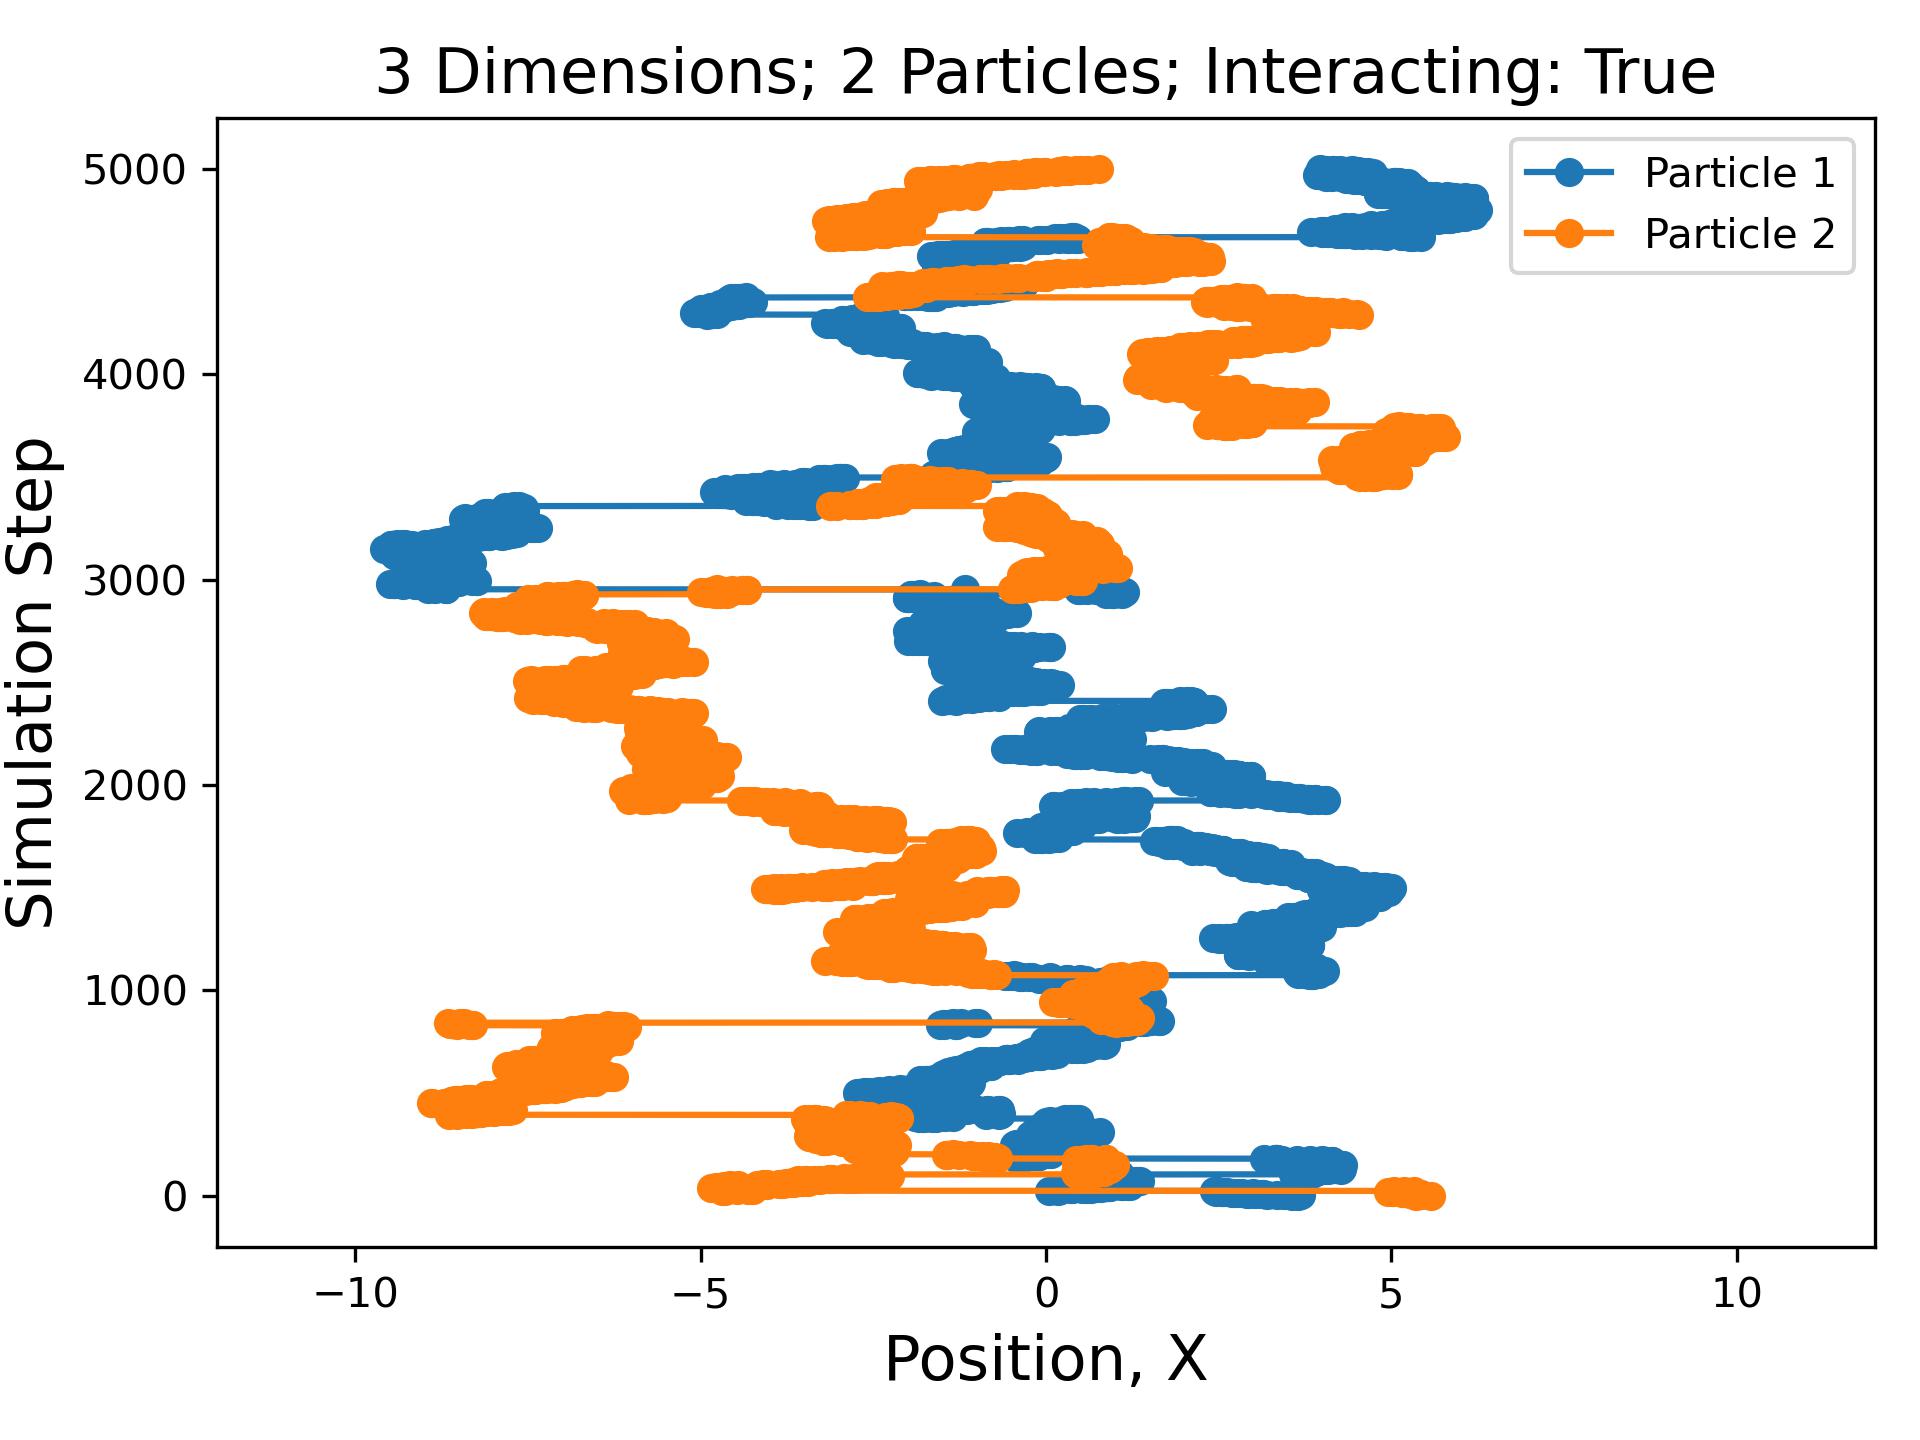 3 Dimensions; 2 Particles; Interacting: True
Particle 1
Particle 2
5000
4000
3000
2000
1000
0
Simulation Step
−10
−5
0
5
10
Position, X